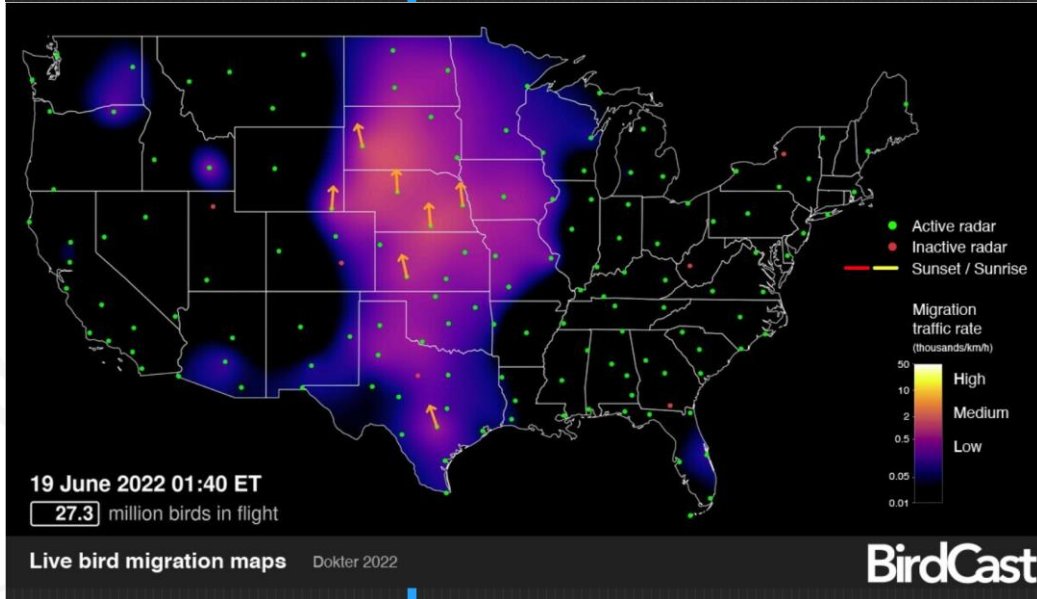 Active radar
Inactive radar
Sunset / Sunrise
Migration
traffic rate
(thousands/km/h)
50
10
2
0.5
0.05
0.01
High
Medium
Low
19 June 2022 01:40 ET
27.3 million birds in flight
Live bird migration maps Dokter 2022
BirdCast